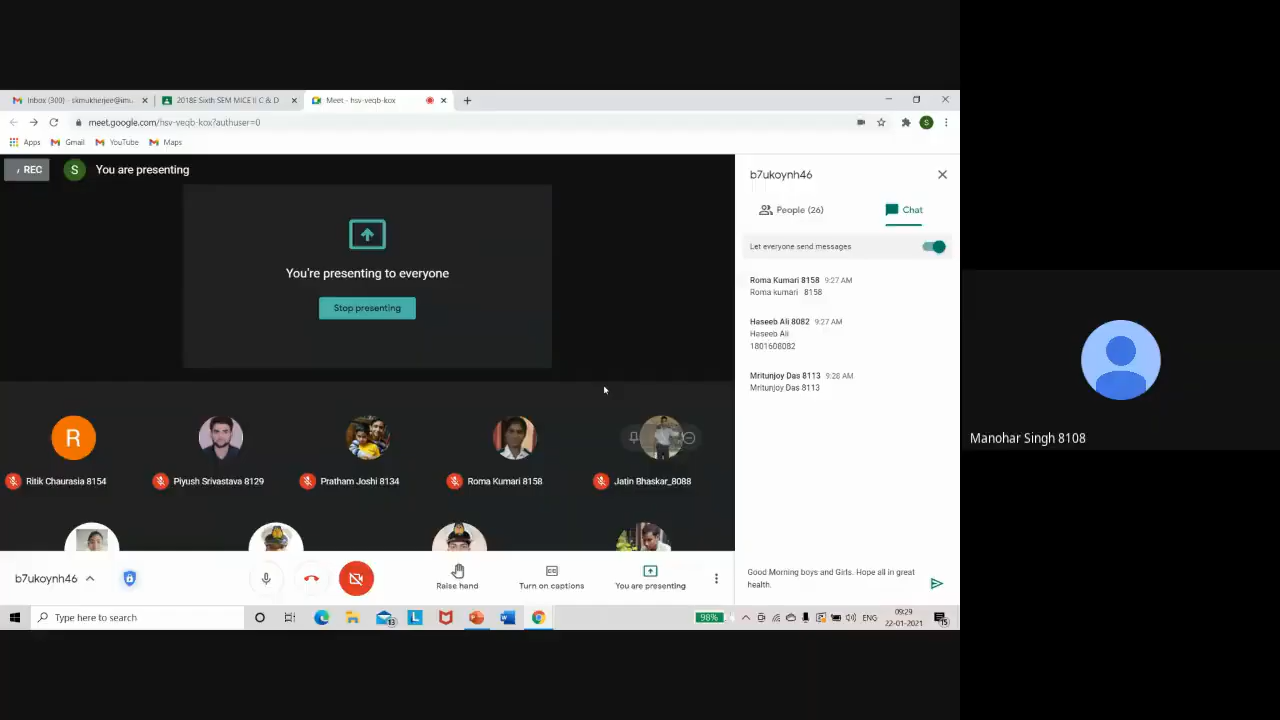 Inbox (300) - skmukherjee@imu.
2018E Sixth SEM MICE II C & D
Meet - hsv-veqb-kox
meet.google.com/hsv-veqb-kox?authuser=0
S
Apps
Gmail
YouTube
Maps
REC
S
You are presenting
You're presenting to everyone
Stop presenting
b7ukoynh46
People (26)
Chat
Let everyone send messages
Roma Kumari 8158 9:27 AM
Roma kumari 8158
Haseeb Ali 8082 9:27 AM
Haseeb Ali
1801608082
Mritunjoy Das 8113 9:28 AM
Mritunjoy Das 8113
R
Ritik Chaurasia 8154
Piyush Srivastava 8129
Pratham Joshi 8134
Roma Kumari 8158
Jatin Bhaskar_8088
Manohar Singh 8108
b7ukoynh46
Raise hand
Turn on captions
You are presenting
Good Morning boys and Girls. Hope all in great
health.
Type here to search
13
L
98%
ENG
09:29
22-01-2021
15